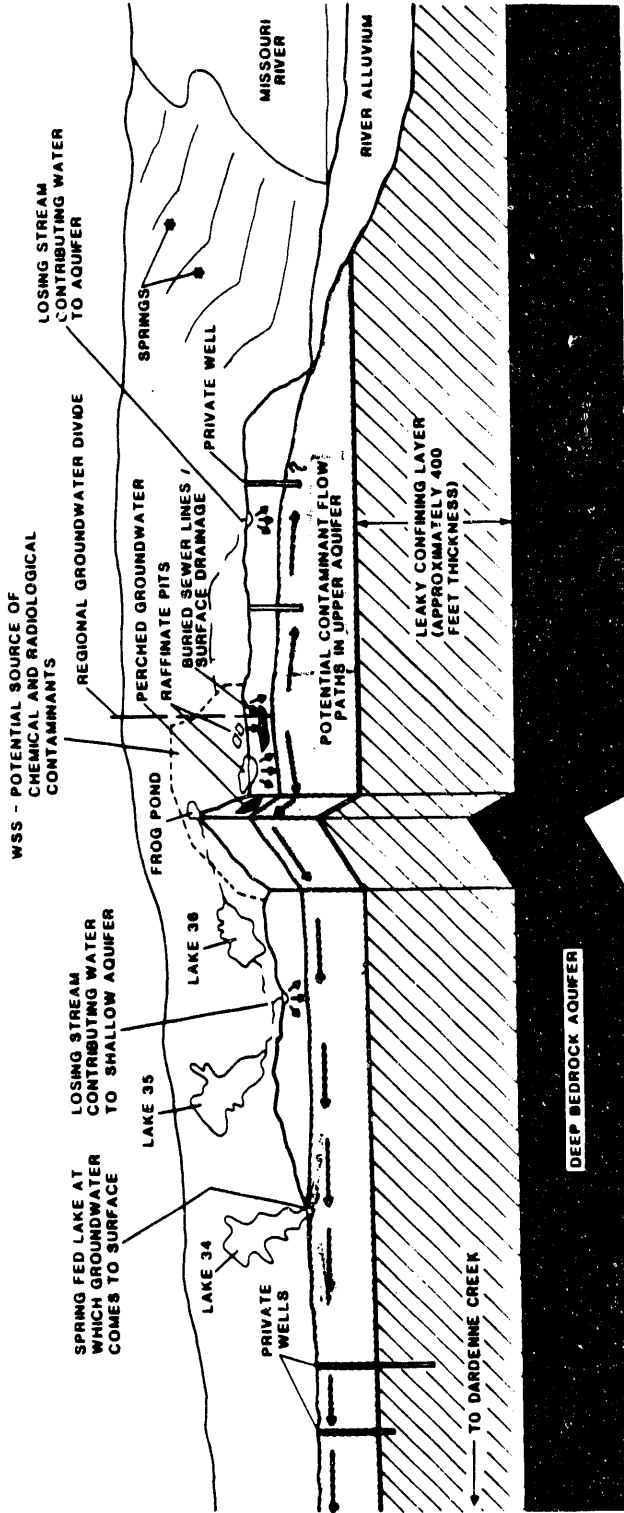 WSS - POTENTIAL SOURCE OF
CHEMICAL AND RADIOLOGICAL
CONTAMINANTS
REGIONAL GROUNDWATER DIVIDE
PERCHED GROUNDWATER
RAFFINATE PITS
BURIED SEWER LINES /
SURFACE DRAINAGE
LOSING STREAM
CONTRIBUTING WATER
TO AQUIFER
SPRINGS
PRIVATE WELL
MISSOURI
RIVER
RIVER ALLUVIUM
SPRING FED LAKE AT
WHICH GROUNDWATER
COMES TO SURFACE
LOSING STREAM
CONTRIBUTING WATER
TO SHALLOW AQUIFER
LAKE 34
LAKE 35
LAKE 36
FROG POND
PRIVATE
WELLS
?
POTENTIAL CONTAMINANT FLOW
PATHS IN UPPER AQUIFER
LEAKY CONFINING LAYER
(APPROXIMATELY 400
FEET THICKNESS)
TO DARDENNE CREEK
DEEP BEDROCK AQUIFER